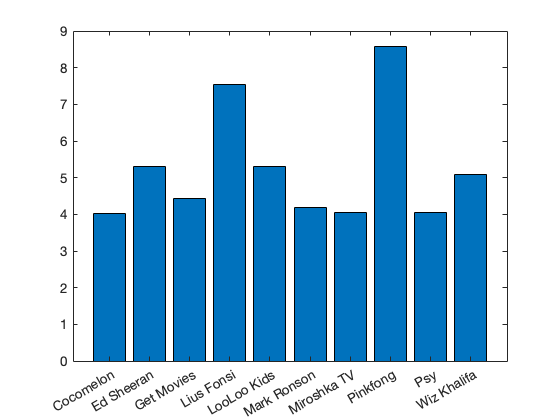 9
8
7
6
5
4
3
2
1
0
Cocomelon
Ed Sheeran
Get Movies
Lius Fonsi
LooLoo Kids
Mark Ronson
Miroshka TV
Pinkfong
Psy
Wiz Khalifa